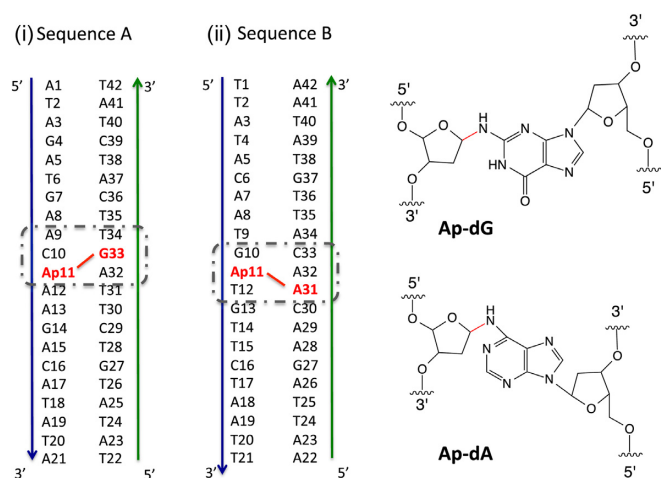 (i) Sequence A
5' A1 T42 3'
T2 A41
A3 T40
G4 C39
A5 T38
T6 A37
G7 C36
A8 T35
A9 T34
C10 G33
Ap11 A32
A12 T31
A13 T30
G14 C29
A15 T28
C16 G27
A17 T26
T18 A25
A19 T24
T20 A23
A21 T22
3' 5'
(ii) Sequence B
5' T1 A42 3'
T2 A41
A3 T40
T4 A39
A5 T38
C6 G37
A7 T36
A8 T35
T9 A34
G10 C33
Ap11 A32
T12 A31
G13 C30
T14 A29
T15 A28
C16 G27
T17 A26
A18 T25
A19 T24
T20 A23
T21 A22
3' 5'
3'
5'
O
O
O NH N N O
O
NH N
O
O
3'
5'
Ap-dG
3'
5'
O
O
O NH
N N
O
N N
O
O
3'
5'
Ap-dA